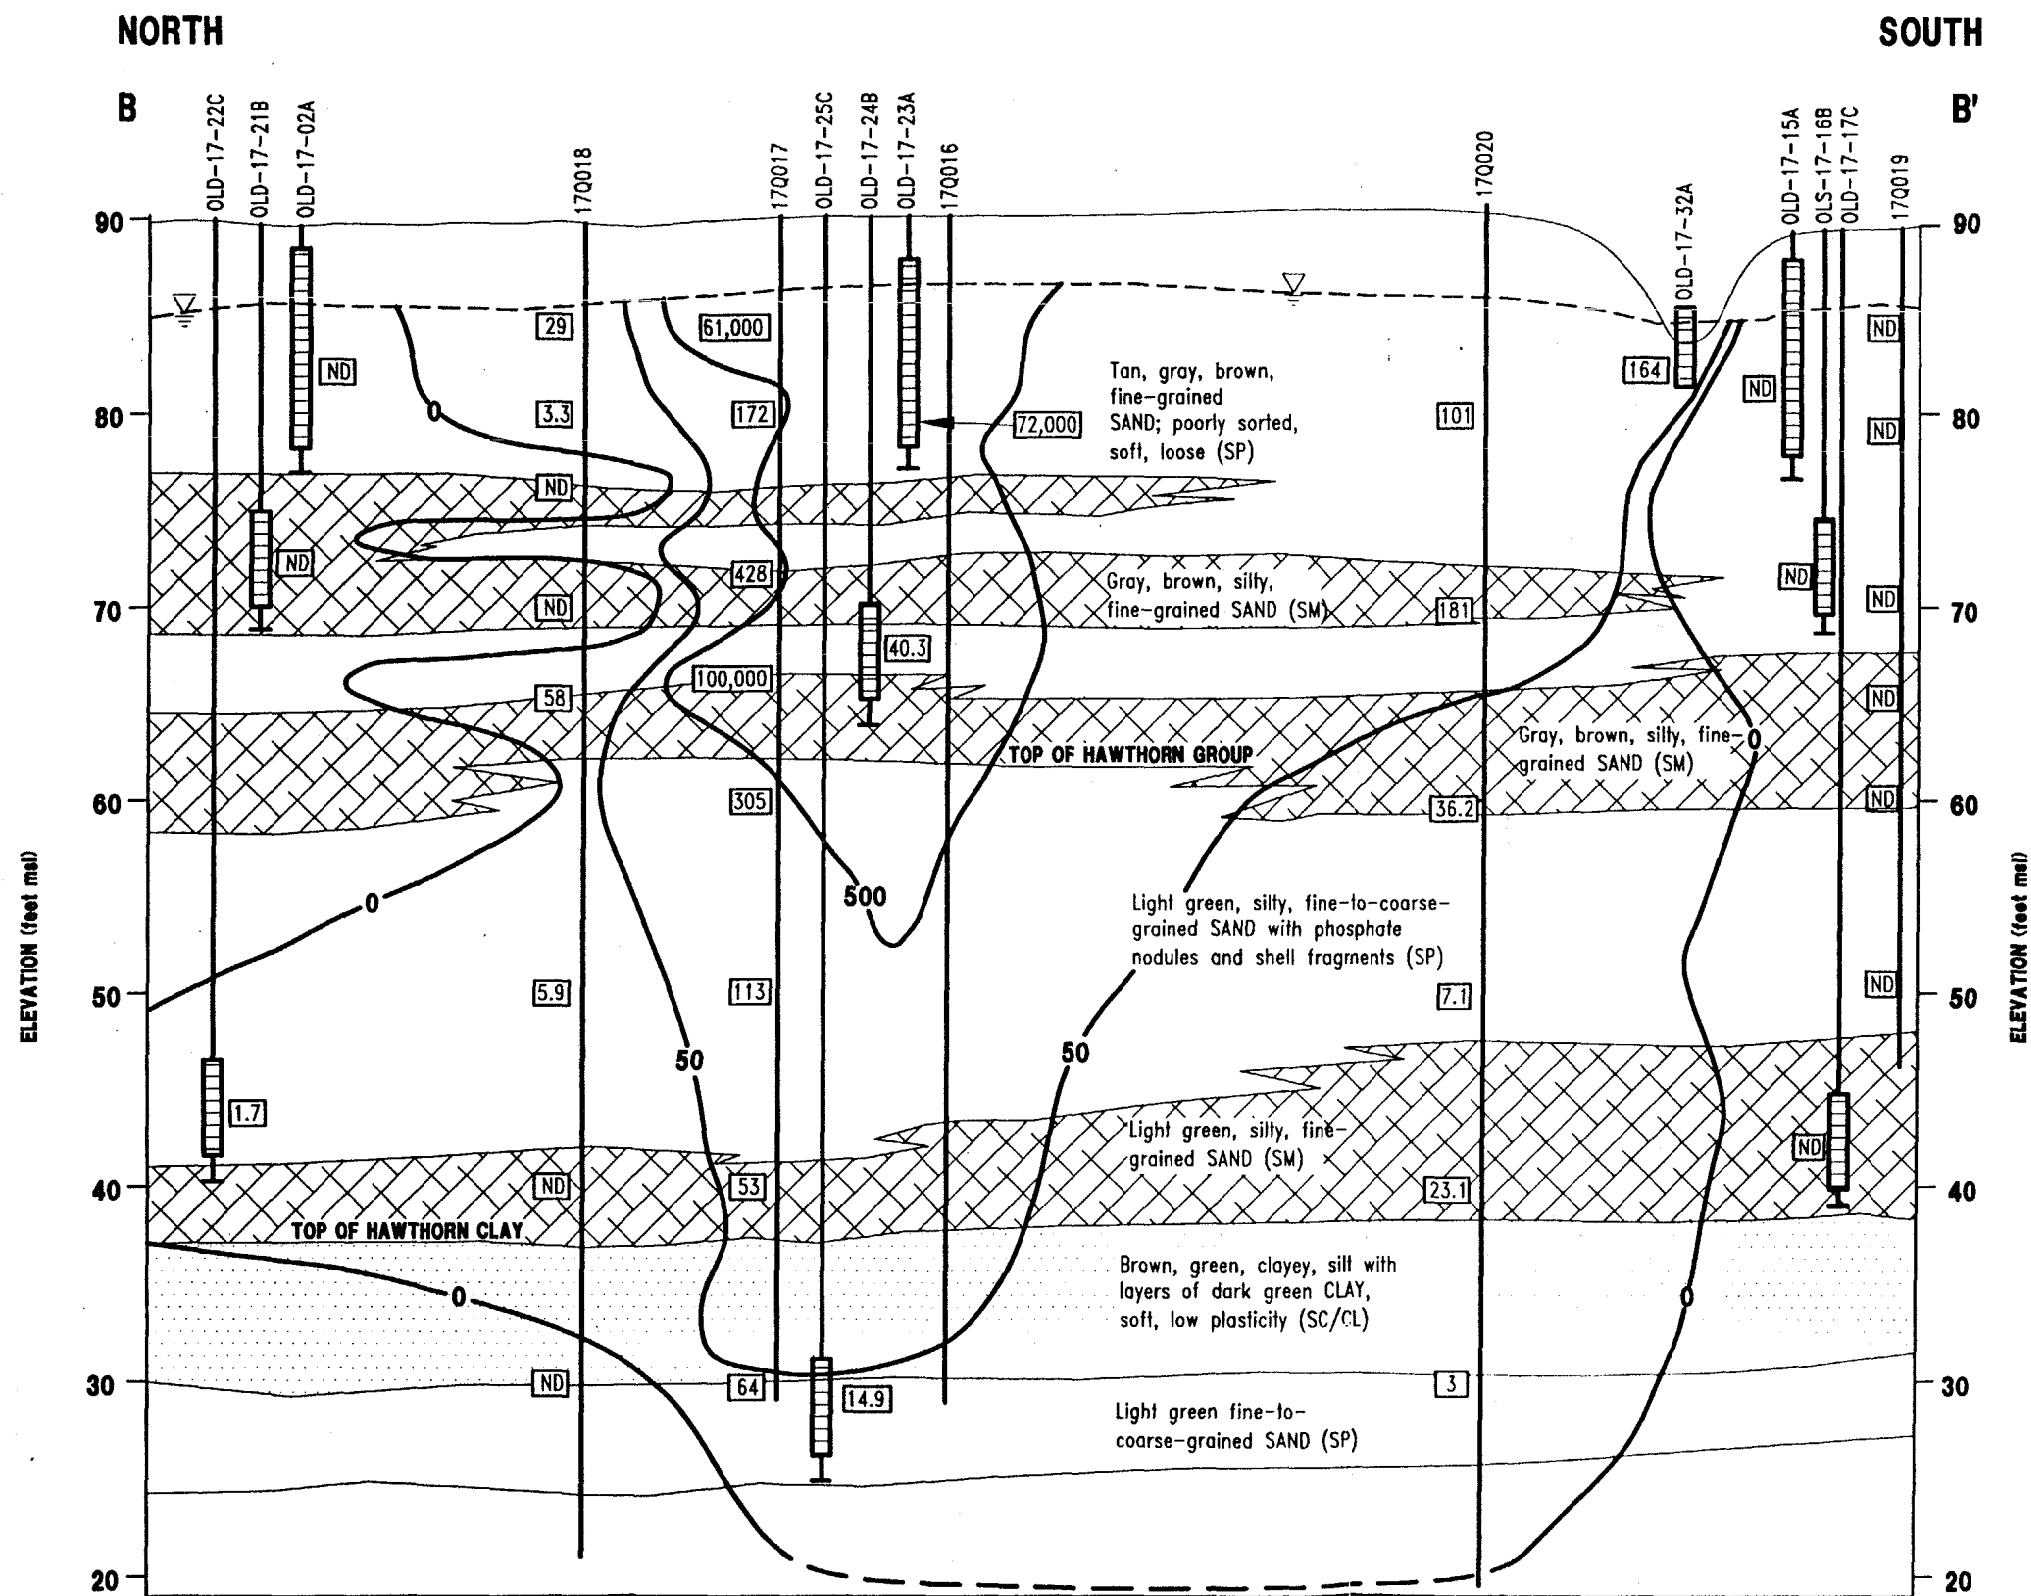 NORTH
SOUTH
B
B'
OLD-17-22C
OLD-17-21B
OLD-17-02A
17Q018
17Q017
OLD-17-25C
OLD-17-24B
OLD-17-23A
17Q016
17Q020
OLD-17-32A
OLD-17-15A
OLS-17-16B
OLD-17-17C
17Q019
90
90
29
61,000
ND
ND
164
ND
0
3.3
172
72,000
101
80
80
ND
Tan, gray, brown,
fine-grained
SAND; poorly sorted,
soft, loose (SP)
ND
ND
428
ND
Gray, brown, silty,
fine-grained SAND (SM)
70
ND
181
ND
70
40.3
100,000
58
ND
TOP OF HAWTHORN GROUP
Gray, brown, silty, fine-
grained SAND (SM)
0
60
305
36.2
ND
60
ELEVATION (feet msl)
ELEVATION (feet msl)
0
500
Light green, silty, fine-to-coarse-
grained SAND with phosphate
nodules and shell fragments (SP)
50
5.9
113
7.1
ND
50
50
50
1.7
Light green, silty, fine-
grained SAND (SM)
ND
40
ND
53
23.1
40
TOP OF HAWTHORN CLAY
Brown, green, clayey, silt with
layers of dark green CLAY,
soft, low plasticity (SC/CL)
0
0
30
ND
64
14.9
3
30
Light green fine-to-
coarse-grained SAND (SP)
20
20